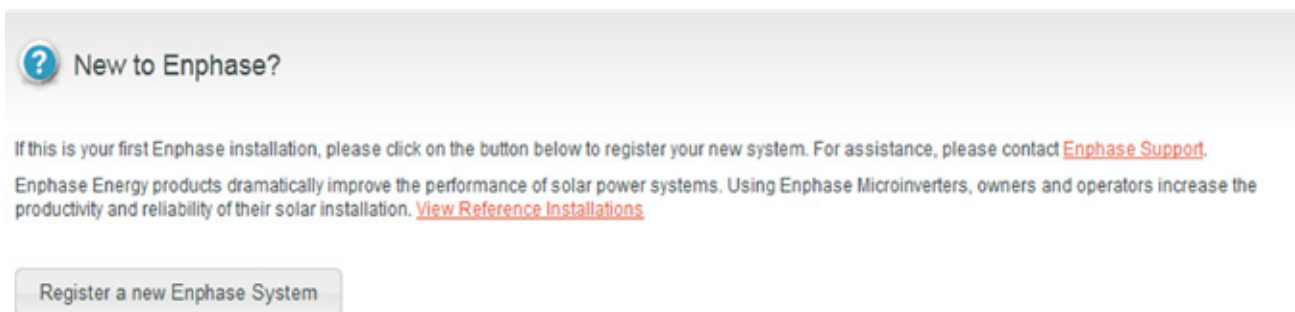 New to Enphase?
If this is your first Enphase installation, please click on the button below to register your new system. For assistance, please contact Enphase Support.
Enphase Energy products dramatically improve the performance of solar power systems. Using Enphase Microinverters, owners and operators increase the
productivity and reliability of their solar installation. View Reference Installations
Register a new Enphase System